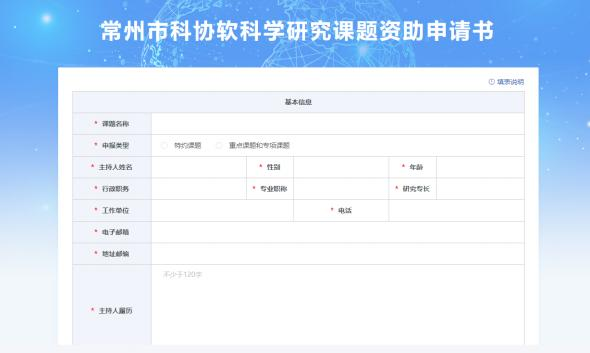 常州市科协软科学研究课题资助申请书
填表说明
基本信息
* 课题名称
* 申报类型 特约课题 重点课题和专项课题
* 主持人姓名 * 性别 * 年龄
* 行政职务 * 专业职称 * 研究专长
* 工作单位 * 电话
* 电子邮箱
* 地址邮编
不少于120字
* 主持人履历